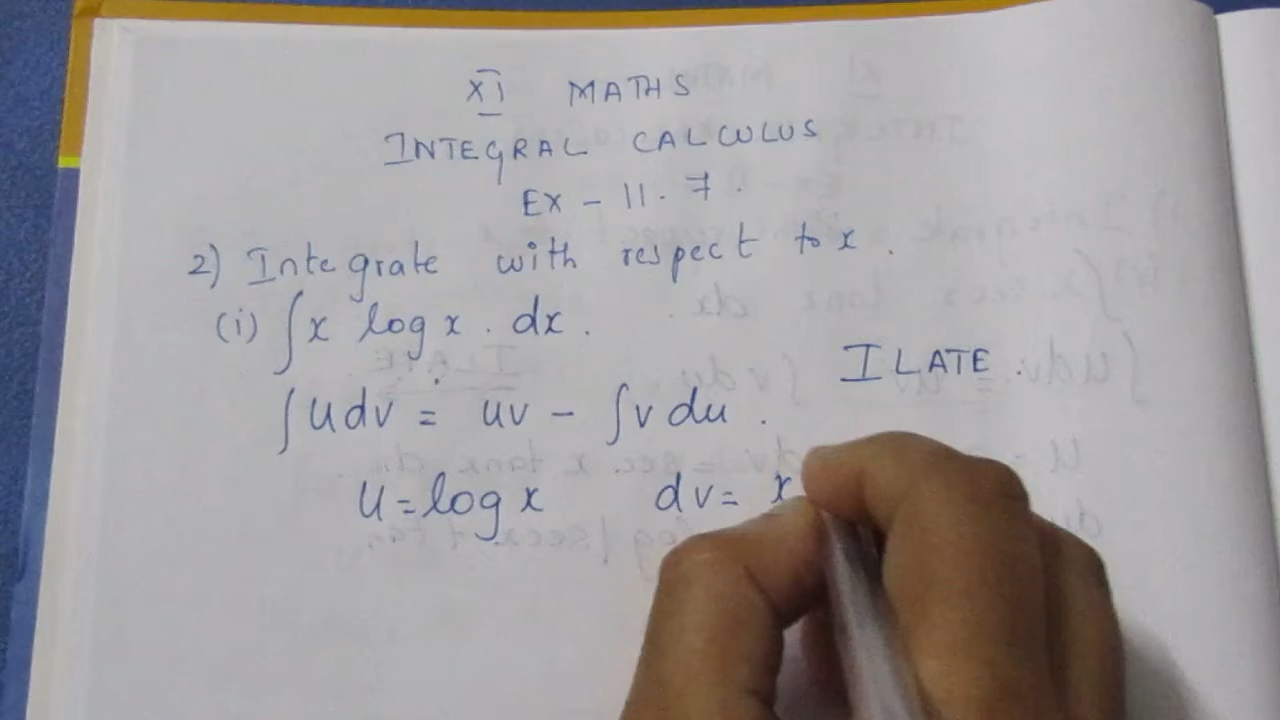 XI MATHS
INTEGRAL CALCULUS
Ex - 11.7.
2) Integrate with respect to x.
(i) ∫x log x . dx.
ILATE.
∫udv = uv - ∫v du.
u = log x dv = x